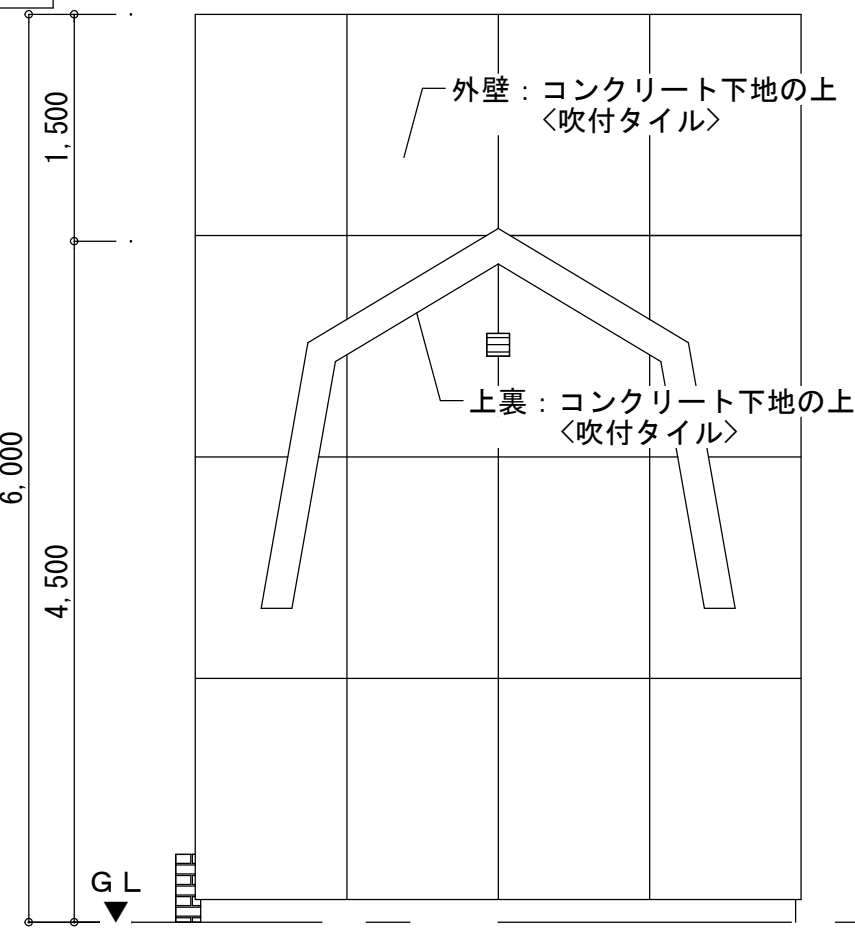 1,500
外壁：コンクリート下地の上
<吹付タイル>
上裏：コンクリート下地の上
<吹付タイル>
6,000
4,500
GL